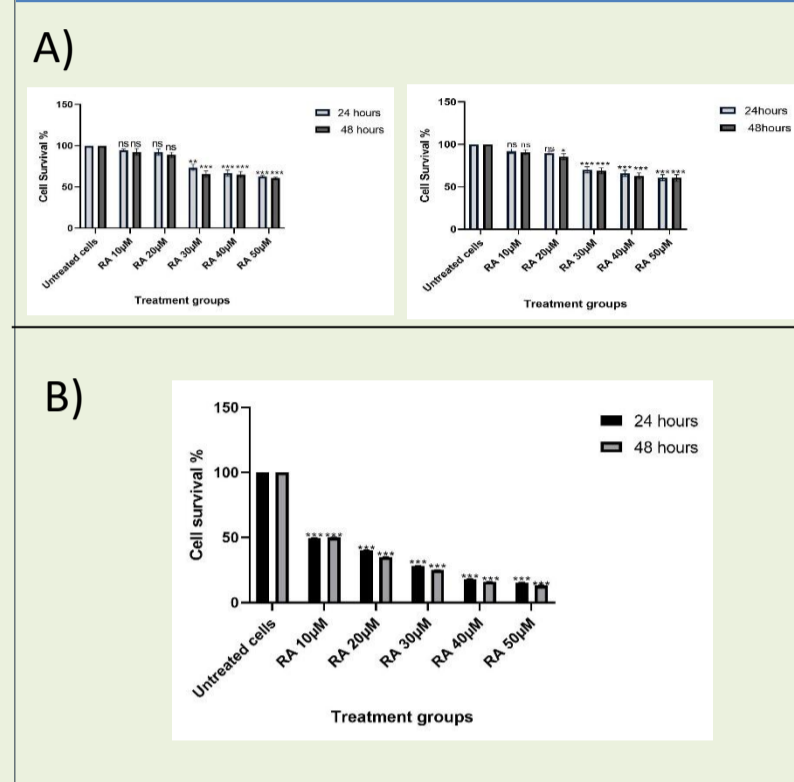 A)
150
100
50
0
Cell Survival %
24 hours
48 hours
ns ns
ns ns
** ***
*** ***
*** ***
Untreated cells
RA 10µM
RA 20µM
RA 30µM
RA 40µM
RA 50µM
Treatment groups
150
100
50
0
Cell Survival %
24hours
48hours
ns ns
ns *
*** ***
*** ***
*** ***
Untreated cells
RA 10µM
RA 20µM
RA 30µM
RA 40µM
RA 50µM
Treatment groups
B)
150
100
50
0
Cell survival %
24 hours
48 hours
*** ***
*** ***
*** ***
*** ***
*** ***
Untreated cells
RA 10µM
RA 20µM
RA 30µM
RA 40µM
RA 50µM
Treatment groups